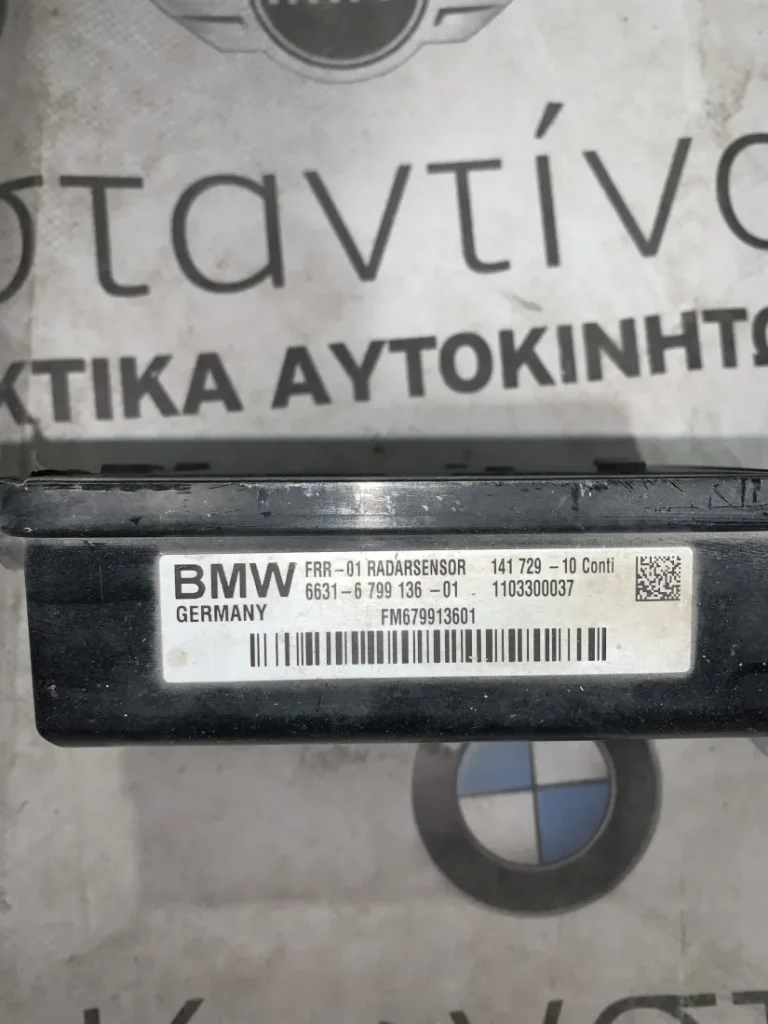 σταντίνο
ΚΤΙΚΑ ΑΥΤΟΚΙΝΗΤΩ
BMW FRR-01 RADARSENSOR 141 729 -10 Conti
6631-6 799 136 -01 1103300037
GERMANY FM679913601